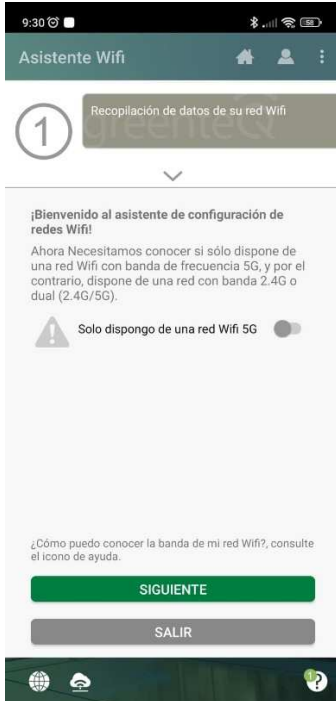 9:30
58
Asistente Wifi
1
Recopilación de datos de su red Wifi
greenteQ
¡Bienvenido al asistente de configuración de
redes Wifi!
Ahora Necesitamos conocer si sólo dispone de
una red Wifi con banda de frecuencia 5G, y por el
contrario, dispone de una red con banda 2.4G o
dual (2.4G/5G).
Solo dispongo de una red Wifi 5G
¿Cómo puedo conocer la banda de mi red Wifi?, consulte
el icono de ayuda.
SIGUIENTE
SALIR
1
?